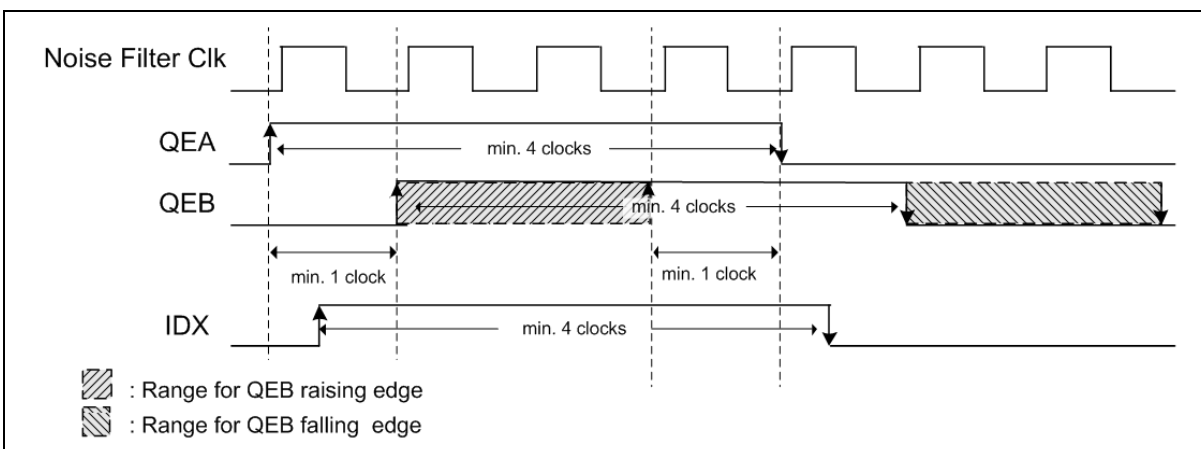 Noise Filter Clk
QEA
min. 4 clocks
QEB
min. 4 clocks
min. 1 clock
min. 1 clock
IDX
min. 4 clocks
: Range for QEB raising edge
: Range for QEB falling edge